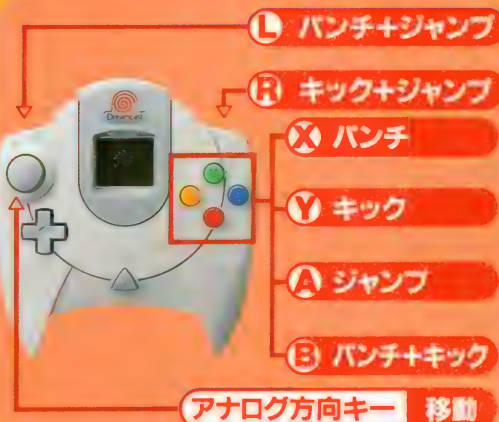 L パンチ+ジャンプ
R キック+ジャンプ
Dreamcast
X パンチ
Y キック
A ジャンプ
B パンチ+キック
アナログ方向キー 移動